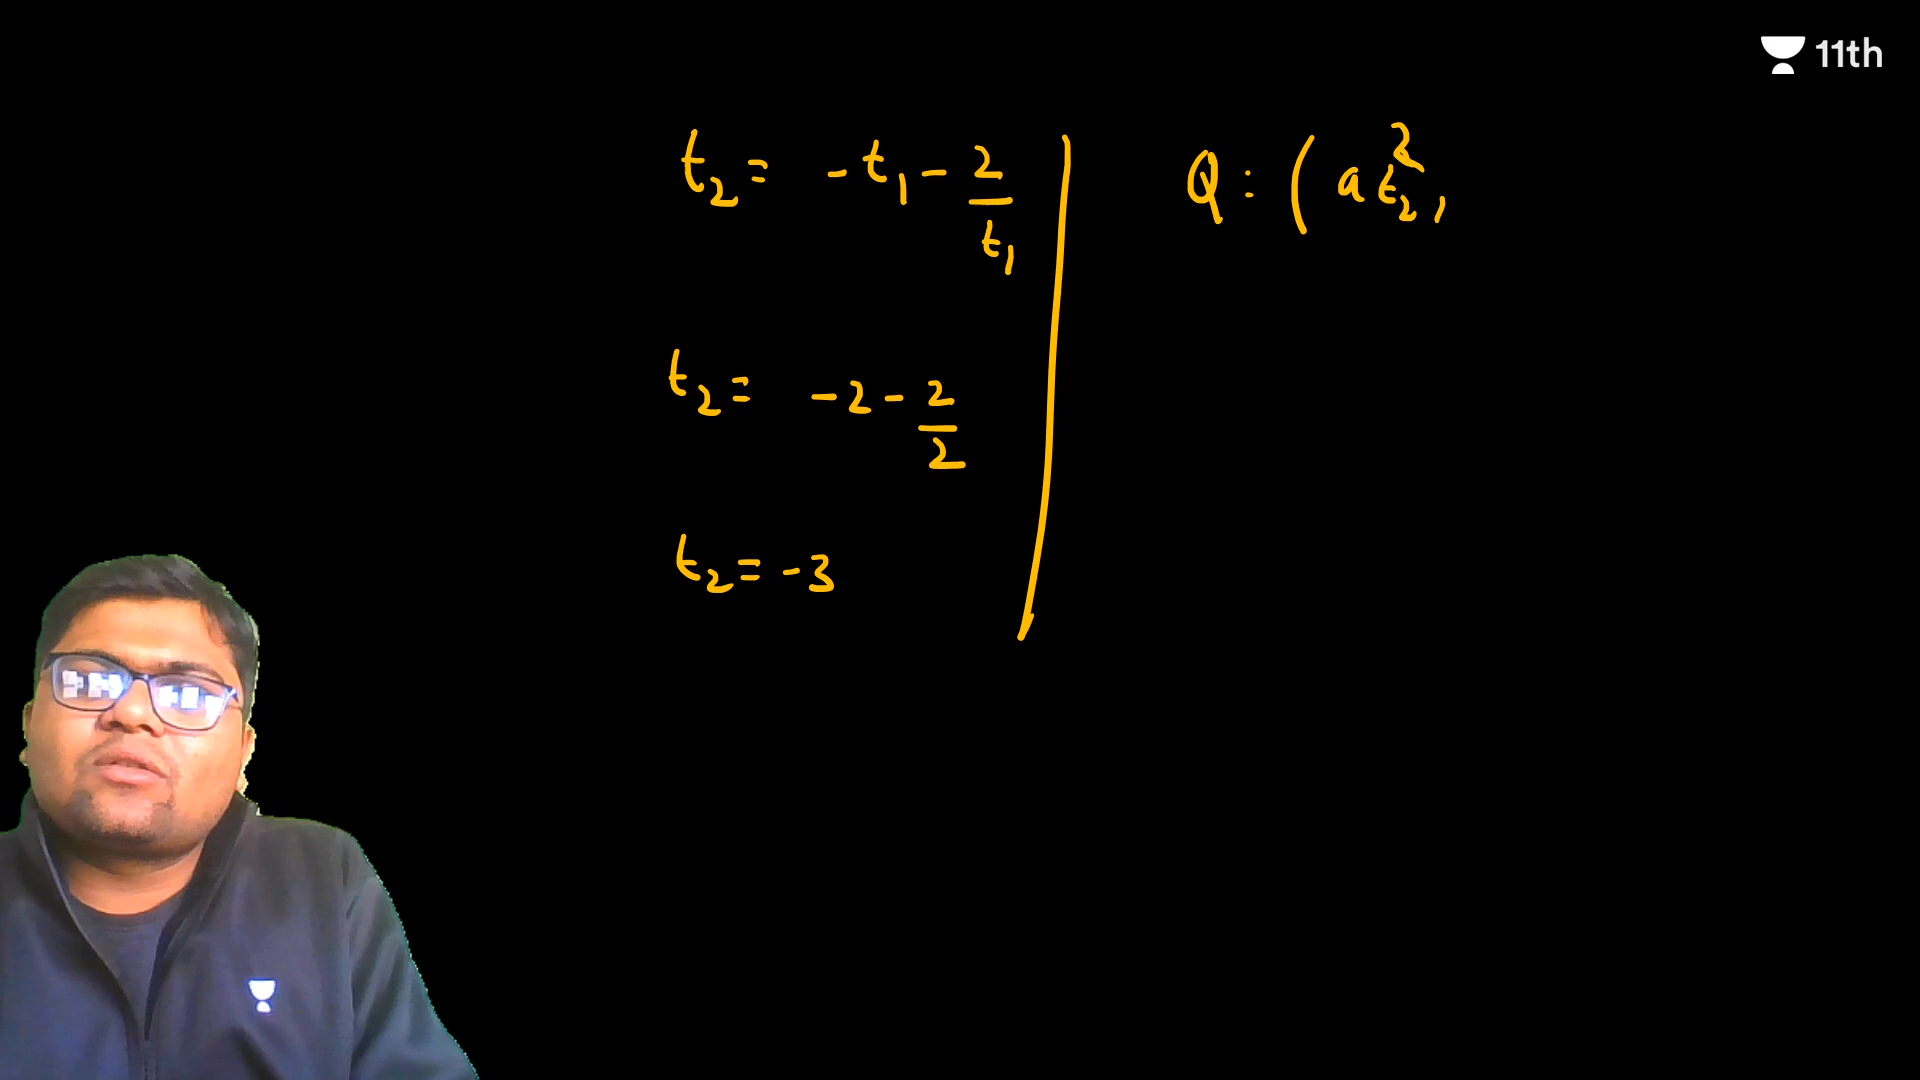 11th
t₂ = -t₁ - 2/t₁
Q : (at₂²,
t₂ = -2 - 2/2
t₂ = -3